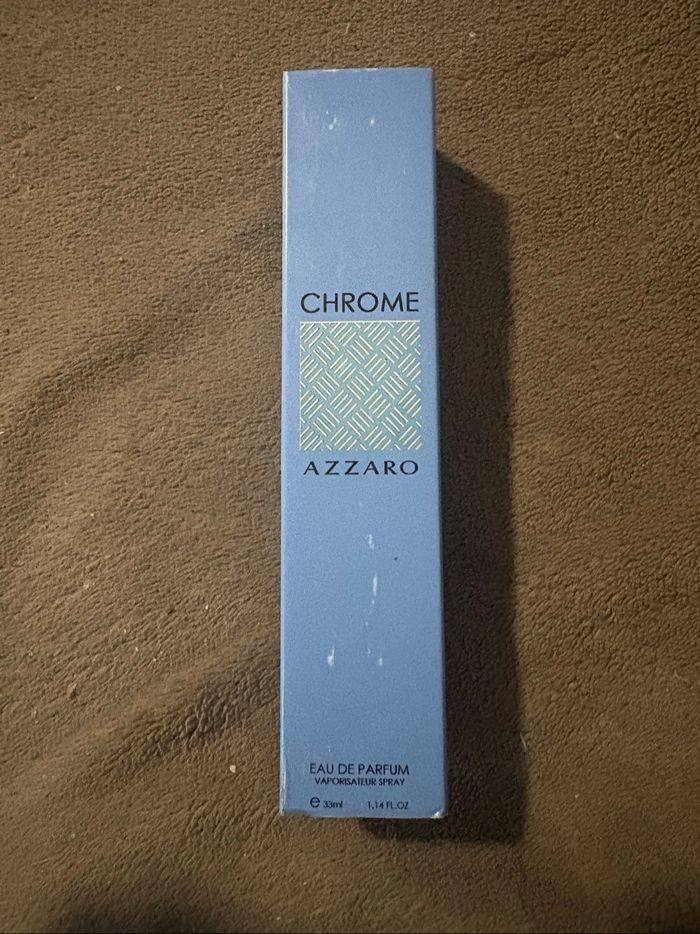 CHROME
AZZARO
EAU DE PARFUM
VAPORISATEUR SPRAY
e 33ml 1.14 FL.OZ